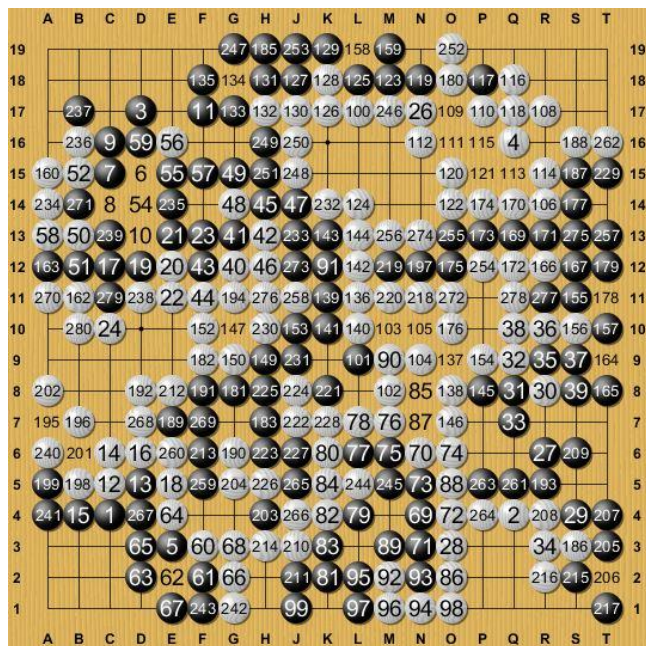 A B C D E F G H J K L M N O P Q R S T
19 247 185 253 129 158 159 252 19
18 135 134 131 127 128 125 123 119 180 117 116 18
17 237 3 11 133 132 130 126 100 246 26 109 110 118 108 17
16 236 9 59 56 249 250 112 111 115 4 188 262 16
15 160 52 7 6 55 57 49 251 248 120 121 113 114 187 229 15
14 234 271 8 54 235 48 45 47 232 124 122 174 170 106 177 14
13 58 50 239 10 21 23 41 42 233 143 144 256 274 255 173 169 171 275 257 13
12 163 51 17 19 20 43 40 46 273 91 142 219 197 175 254 172 166 167 179 12
11 270 162 279 238 22 44 194 276 258 139 136 220 218 272 278 277 155 178 11
10 280 24 152 147 230 153 141 140 103 105 176 38 36 156 157 10
9 182 150 149 231 101 90 104 137 154 32 35 37 164 9
8 202 192 212 191 181 225 224 221 102 85 138 145 31 30 39 165 8
7 195 196 268 189 269 183 222 228 78 76 87 146 33 7
6 240 201 14 16 260 213 190 223 227 80 77 75 70 74 27 209 6
5 199 198 12 13 18 259 204 226 265 84 244 245 73 88 263 261 193 5
4 241 15 1 267 64 203 266 82 79 69 72 264 2 208 29 207 4
3 65 5 60 68 214 210 83 89 71 28 34 186 205 3
2 63 62 61 66 211 81 95 92 93 86 216 215 206 2
1 67 243 242 99 97 96 94 98 217 1
A B C D E F G H J K L M N O P Q R S T